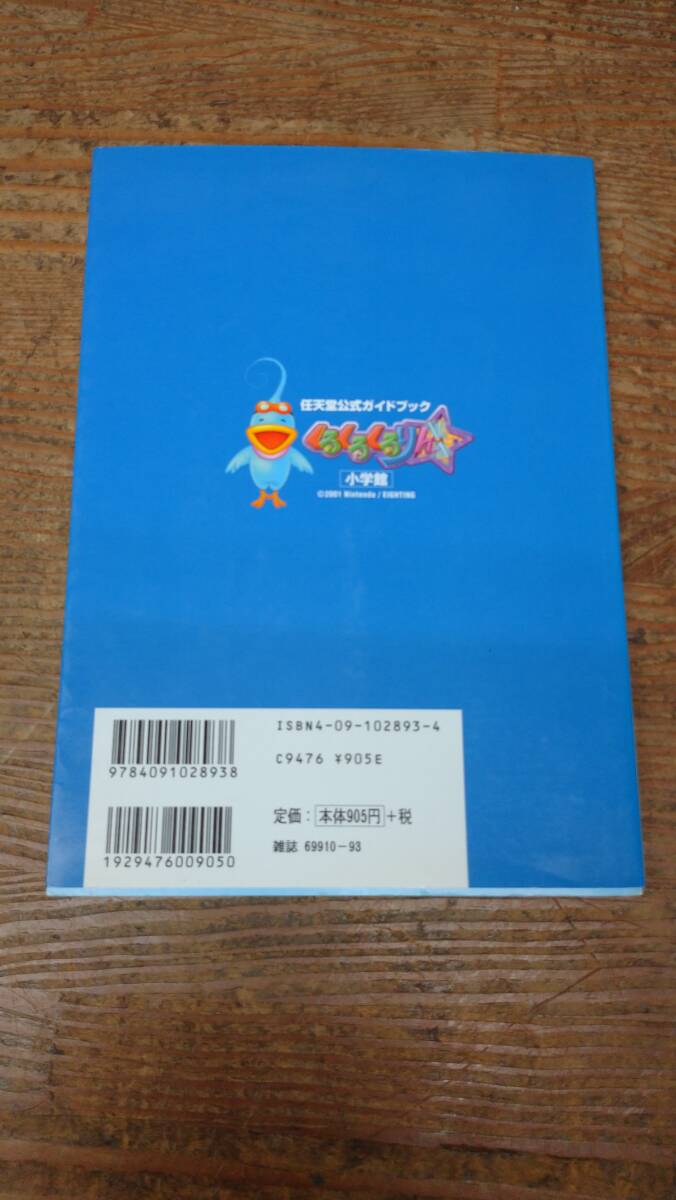 任天堂公式ガイドブック
くるくるくるりん
小学館
©2001 Nintendo / EIGHTING
ISBN4-09-102893-4
C9476 ¥905E
9784091028938
定価：本体905円+税
雑誌 69910-93
1929476009050